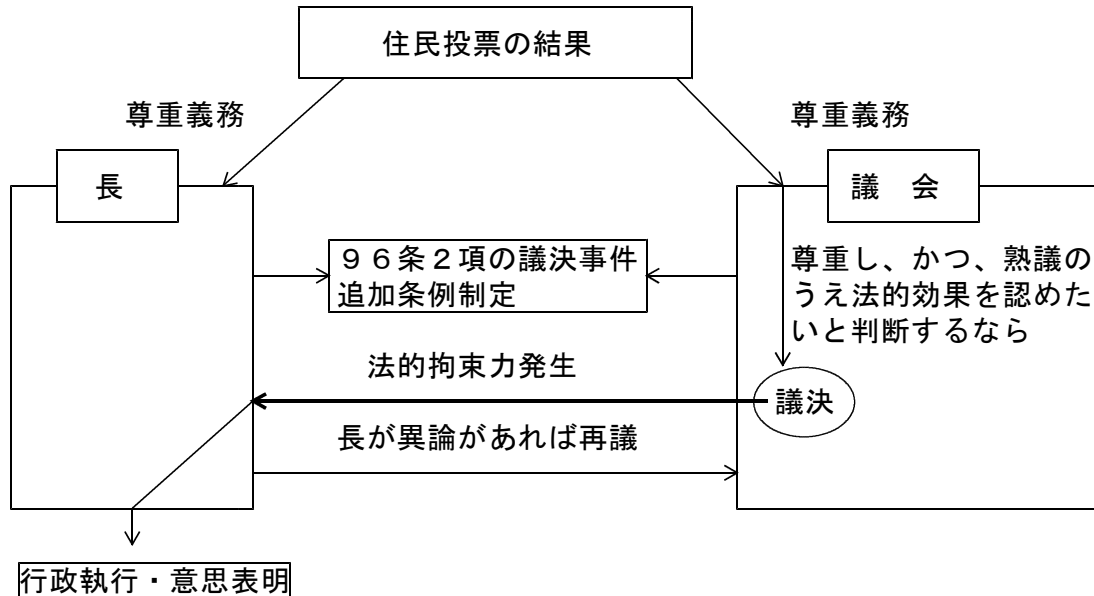 住民投票の結果
尊重義務
尊重義務
長
議　会
９６条２項の議決事件
追加条例制定
尊重し、かつ、熟議の
うえ法的効果を認めた
いと判断するなら
法的拘束力発生
議決
長が異論があれば再議
行政執行・意思表明